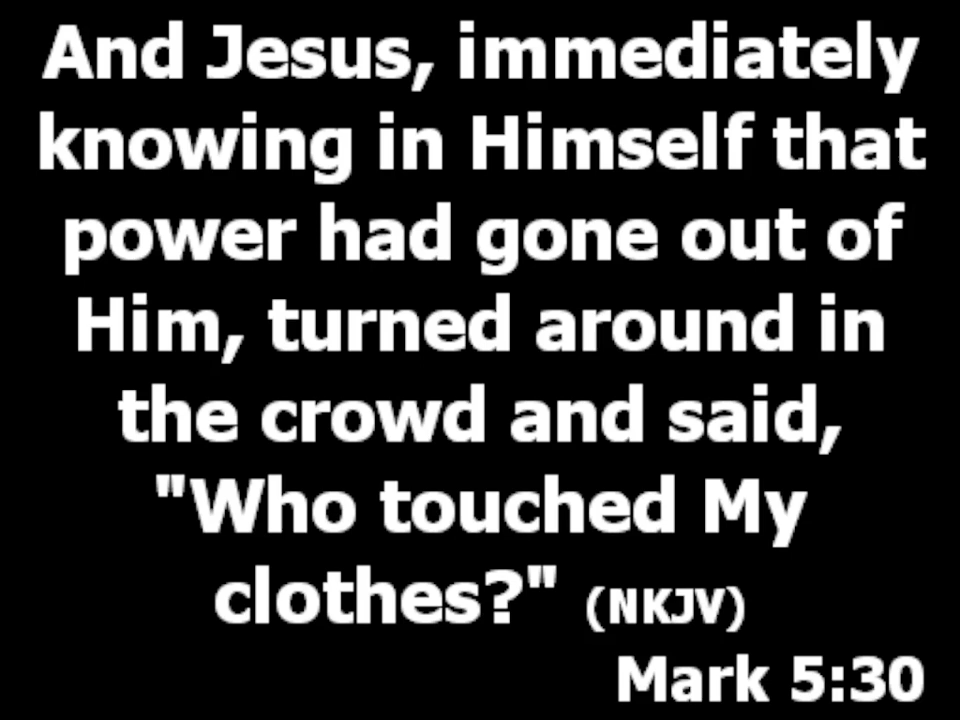 And Jesus, immediately
knowing in Himself that
power had gone out of
Him, turned around in
the crowd and said,
"Who touched My
clothes?" (NKJV)
Mark 5:30